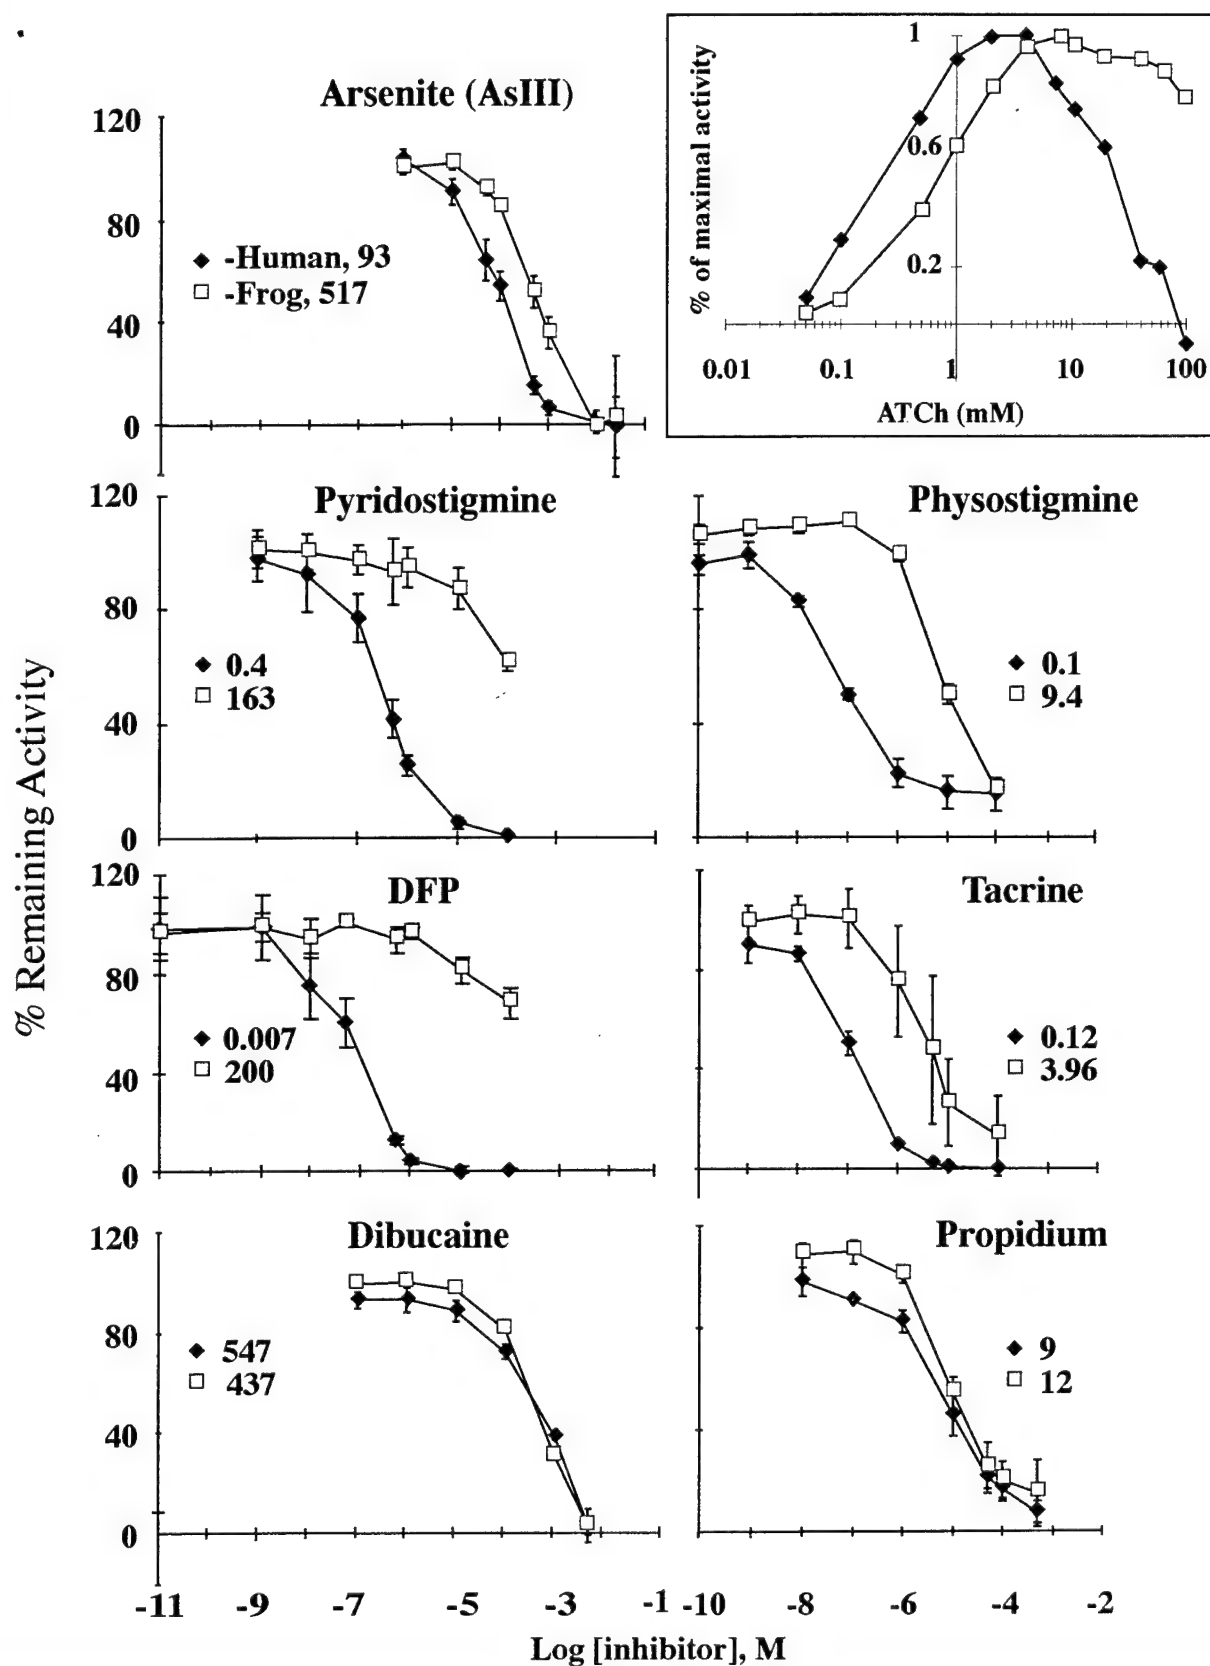 Arsenite (AsIII)
120
80
40
0
-Human, 93
-Frog, 517
% of maximal activity
1
0.6
0.2
0.01 0.1 1 10 100
ATCh (mM)
% Remaining Activity
Pyridostigmine
120
80
40
0
0.4
163
Physostigmine
0.1
9.4
DFP
120
80
40
0
0.007
200
Tacrine
0.12
3.96
Dibucaine
120
80
40
0
547
437
Propidium
9
12
-11 -9 -7 -5 -3 -1 -10 -8 -6 -4 -2
Log [inhibitor], M